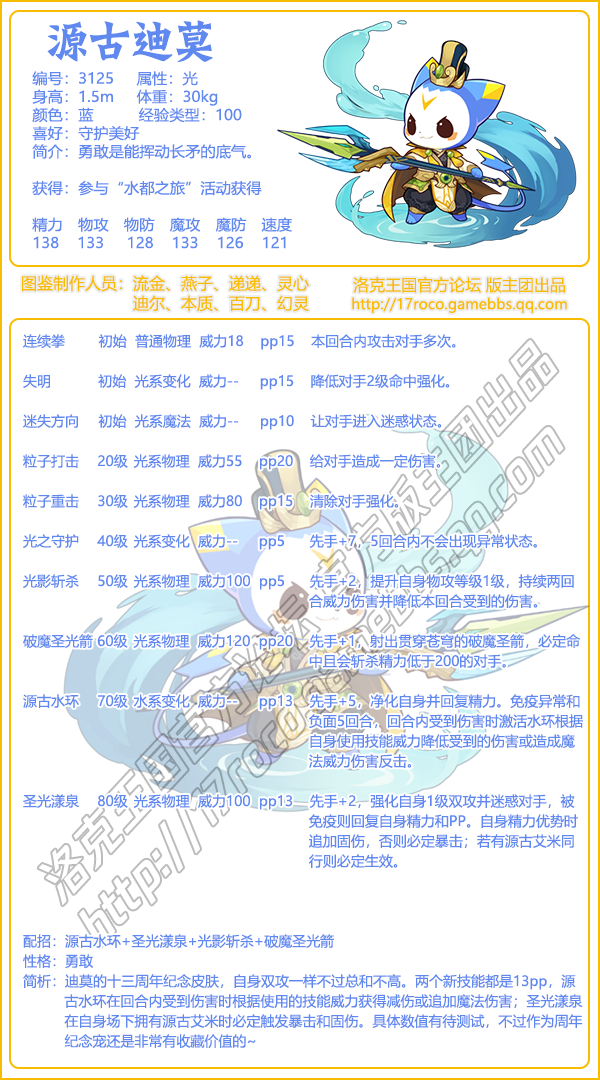 源古迪莫
编号：3125 属性：光
身高：1.5m 体重：30kg
颜色：蓝 经验类型：100
喜好：守护美好
简介：勇敢是能挥动长矛的底气。
获得：参与“水都之旅”活动获得
精力 物攻 物防 魔攻 魔防 速度
138 133 128 133 126 121
图鉴制作人员：流金、燕子、递递、灵心
迪尔、本质、百刀、幻灵
洛克王国官方论坛 版主团出品
http://17roco.gamebbs.qq.com
连续拳 初始 普通物理 威力18 pp15 本回合内攻击对手多次。
失明 初始 光系变化 威力-- pp15 降低对手2级命中强化。
迷失方向 初始 光系魔法 威力-- pp10 让对手进入迷惑状态。
粒子打击 20级 光系物理 威力55 pp20 给对手造成一定伤害。
粒子重击 30级 光系物理 威力80 pp15 清除对手强化。
光之守护 40级 光系变化 威力-- pp5 先手+7，5回合内不会出现异常状态。
光影斩杀 50级 光系物理 威力100 pp5 先手+2，提升自身物攻等级1级，持续两回
合威力伤害并降低本回合受到的伤害。
破魔圣光箭 60级 光系物理 威力120 pp20 先手+1，射出贯穿苍穹的破魔圣箭，必定命
中且会斩杀精力低于200的对手。
源古水环 70级 水系变化 威力-- pp13 先手+5，净化自身并回复精力。免疫异常和
负面5回合，回合内受到伤害时激活水环根据
自身使用技能威力降低受到的伤害或造成魔
法威力伤害反击。
圣光漾泉 80级 光系物理 威力100 pp13 先手+2，强化自身1级双攻并迷惑对手，被
免疫则回复自身精力和PP。自身精力优势时
追加固伤，否则必定暴击；若有源古艾米同
行则必定生效。
洛克王国官方论坛官方版主团出品
http://17roco.gamebbs.qq.com
配招：源古水环+圣光漾泉+光影斩杀+破魔圣光箭
性格：勇敢
简析：迪莫的十三周年纪念皮肤，自身双攻一样不过总和不高。两个新技能都是13pp，源
古水环在回合内受到伤害时根据使用的技能威力获得减伤或追加魔法伤害；圣光漾泉
在自身场下拥有源古艾米时必定触发暴击和固伤。具体数值有待测试，不过作为周年
纪念宠还是非常有收藏价值的~